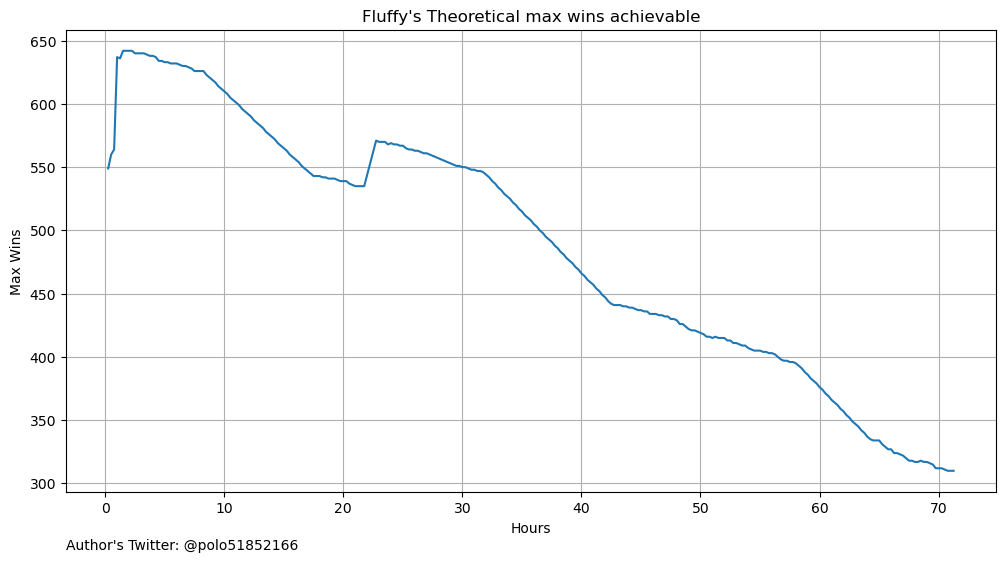 Fluffy's Theoretical max wins achievable
650
600
550
500
450
400
350
300
Max Wins
0 10 20 30 40 50 60 70
Hours
Author's Twitter: @polo51852166